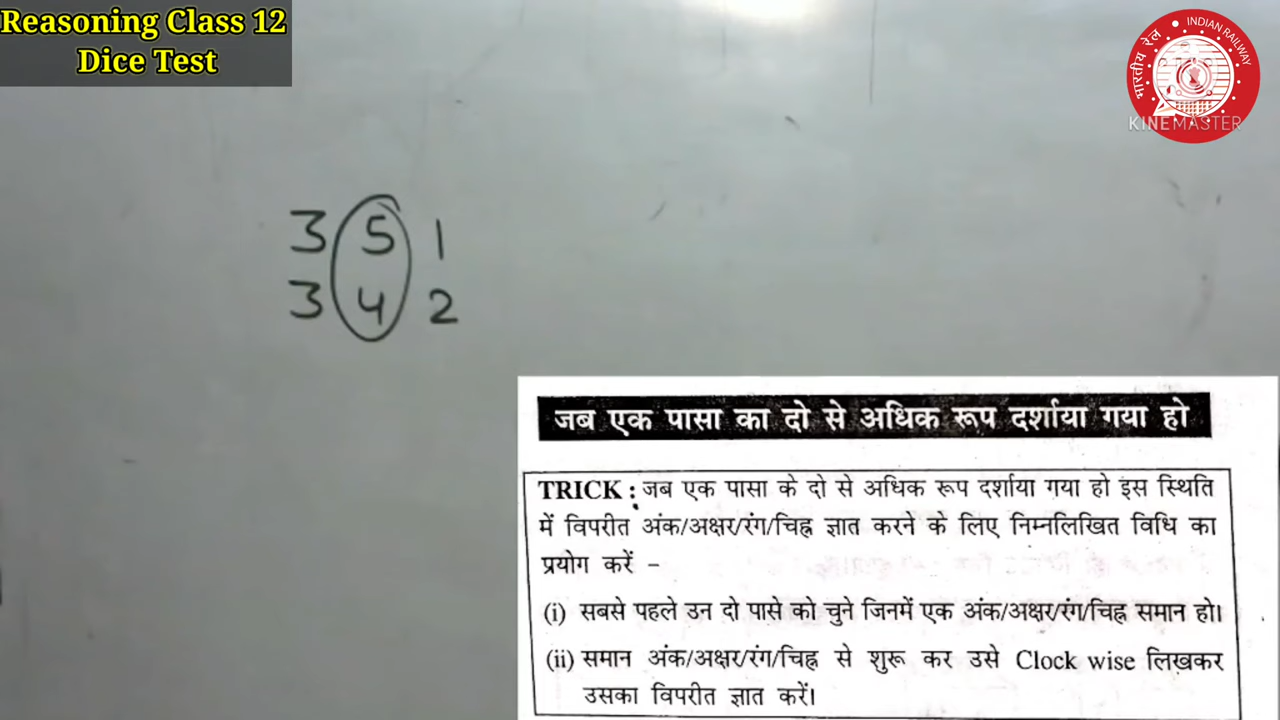 Reasoning Class 12
Dice Test
भारतीय रेल
INDIAN RAILWAY
KINEMASTER
3 5 1
3 4 2
जब एक पासा का दो से अधिक रूप दर्शाया गया हो
TRICK : जब एक पासा के दो से अधिक रूप दर्शाया गया हो इस स्थिति
में विपरीत अंक/अक्षर/रंग/चिह्न ज्ञात करने के लिए निम्नलिखित विधि का
प्रयोग करें –
(i) सबसे पहले उन दो पासे को चुने जिनमें एक अंक/अक्षर/रंग/चिह्न समान हो।
(ii) समान अंक/अक्षर/रंग/चिह्न से शुरू कर उसे Clock wise लिखकर
उसका विपरीत ज्ञात करें।